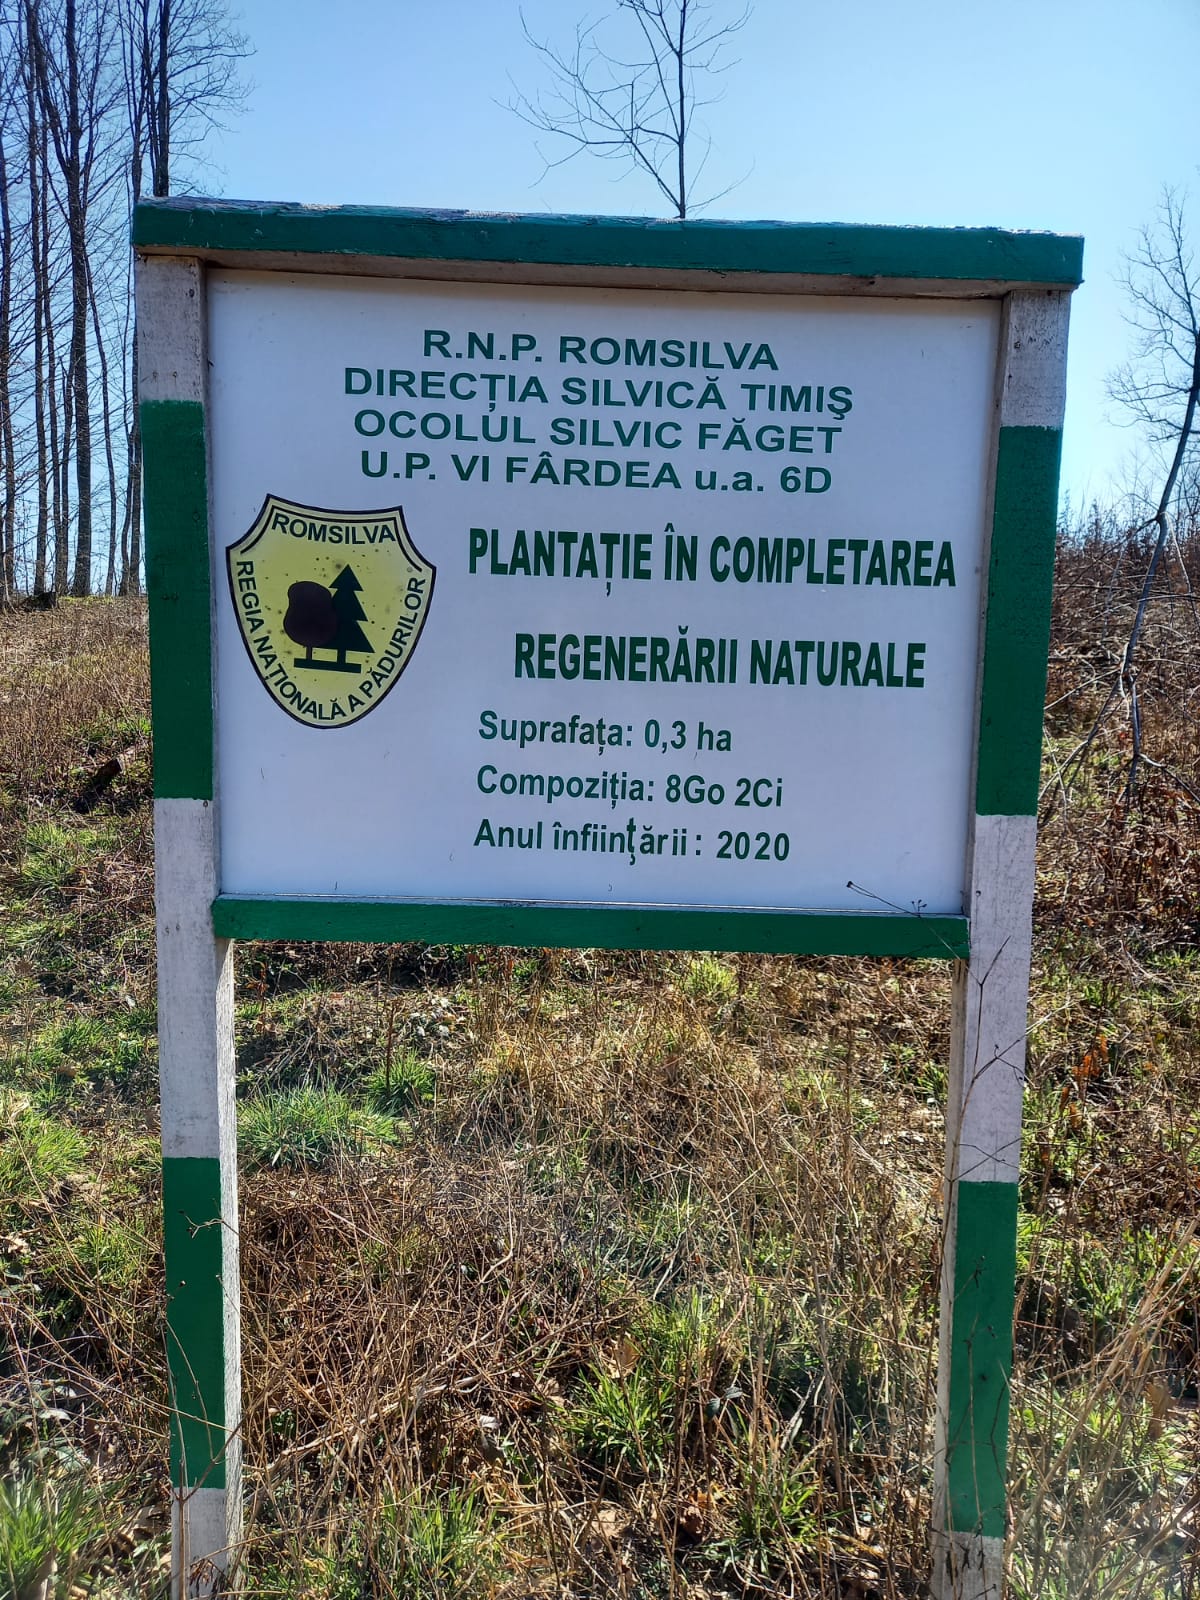 R.N.P. ROMSILVA
DIRECȚIA SILVICĂ TIMIŞ
OCOLUL SILVIC FĂGET
U.P. VI FÂRDEA u.a. 6D
ROMSILVA
REGIA NAȚIONALĂ A PĂDURILOR
PLANTAȚIE ÎN COMPLETAREA
REGENERĂRII NATURALE
Suprafața: 0,3 ha
Compoziția: 8Go 2Ci
Anul înființării : 2020